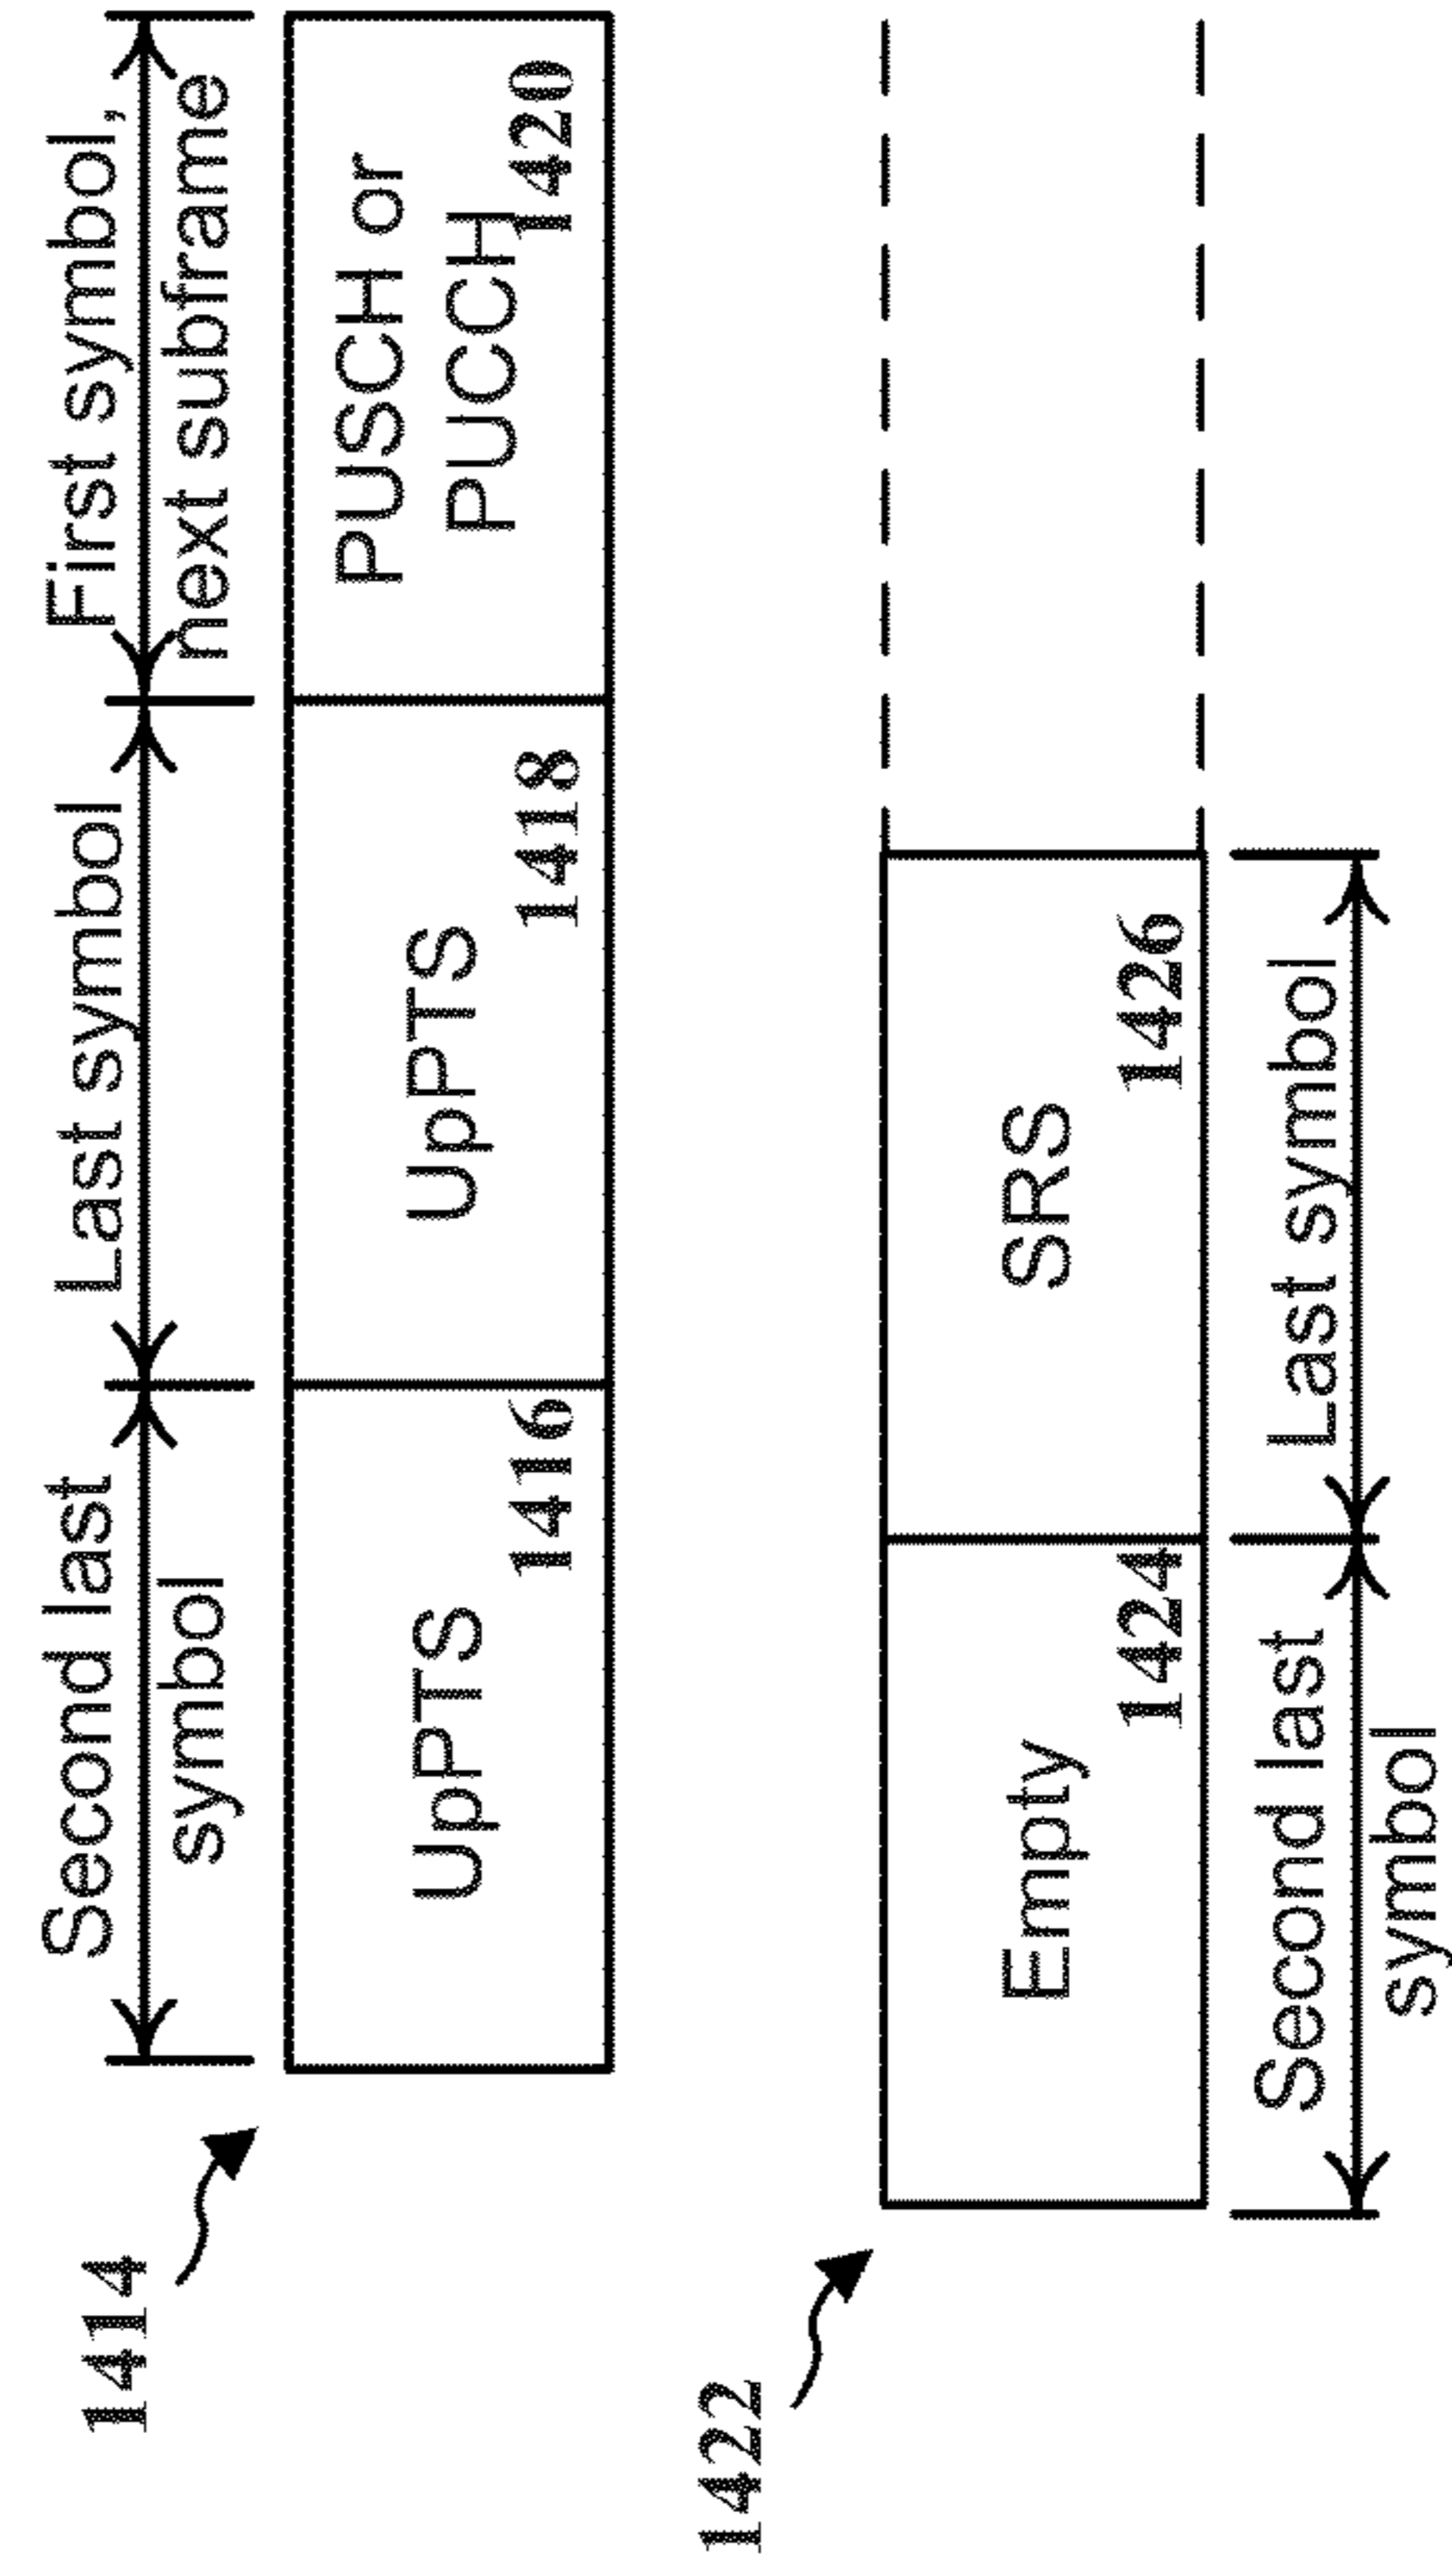 1414
Second last
symbol
Last symbol
First symbol,
next subframe
UpPTS
1416
UpPTS
1418
PUSCH or
PUCCH
1420
1422
Empty
1424
SRS
1426
Second last
symbol
Last symbol